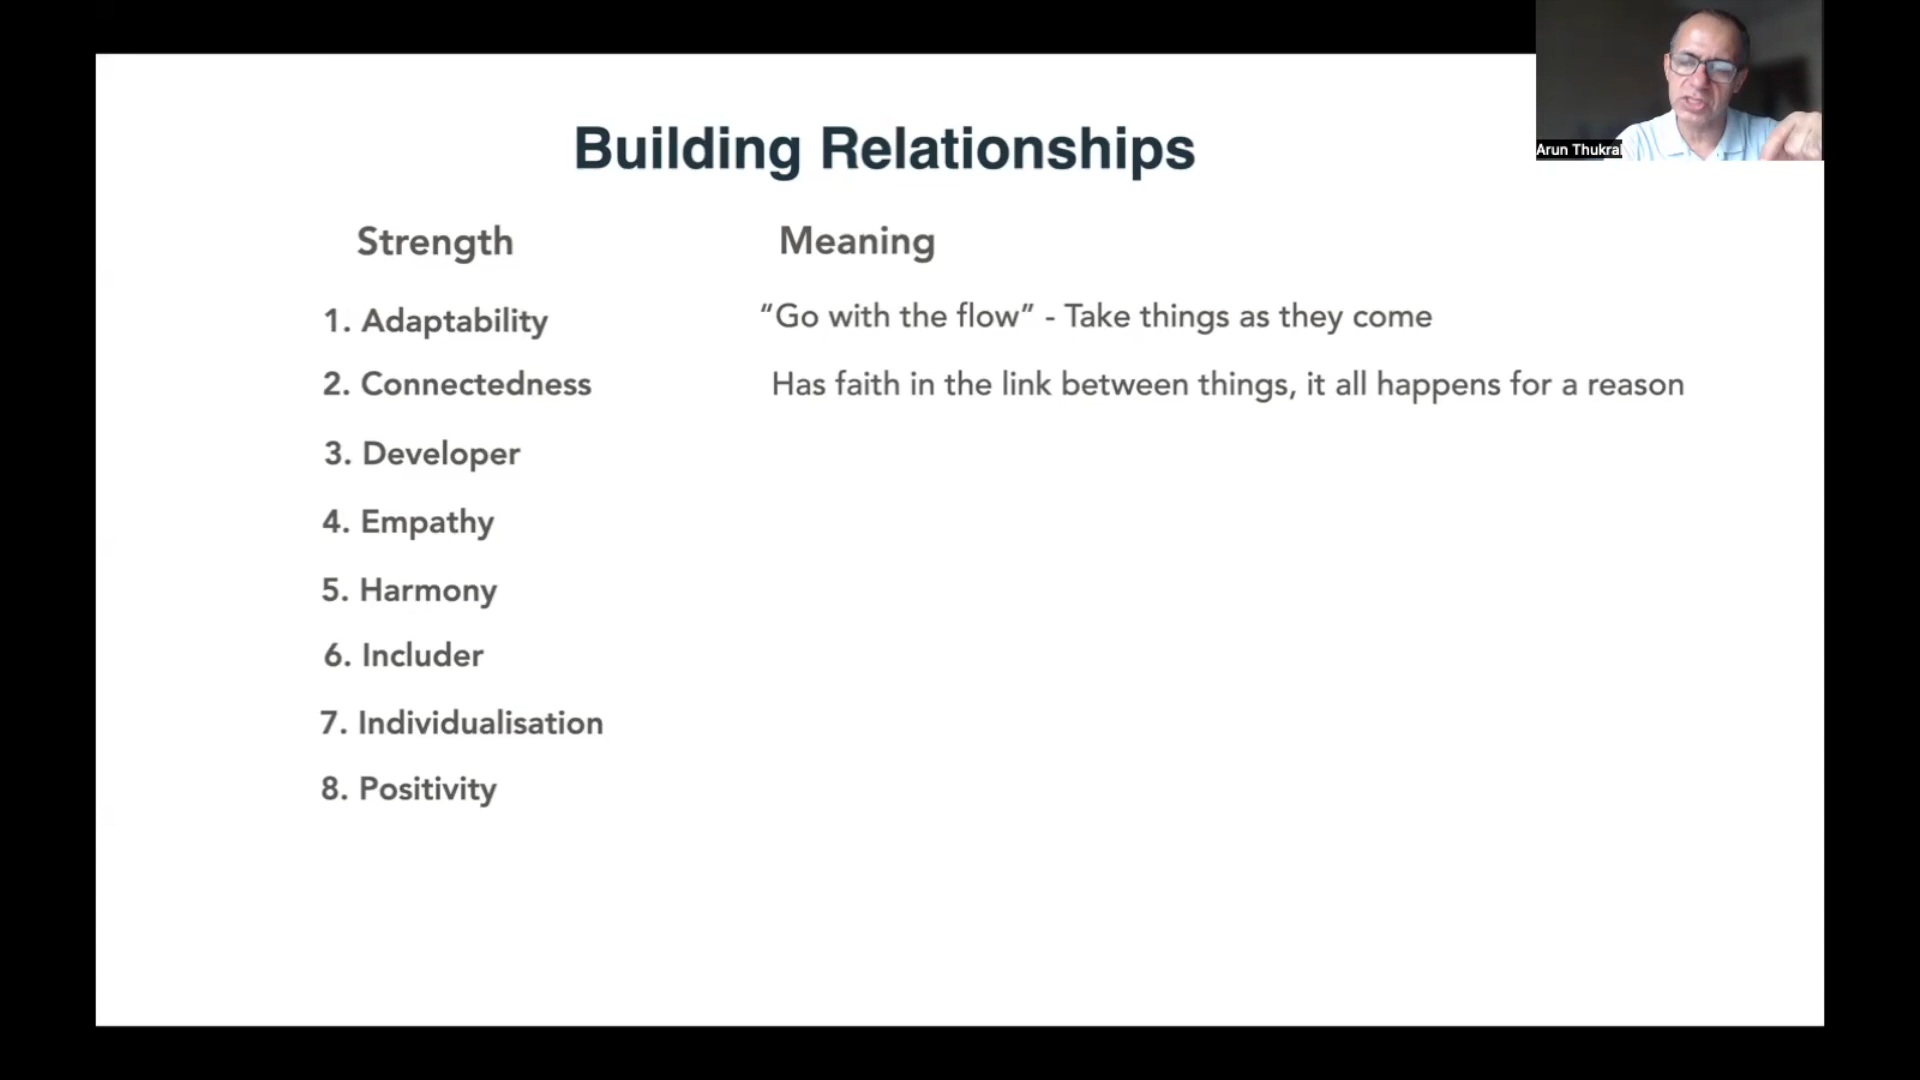 Building Relationships
Arun Thukral
Strength
Meaning
1. Adaptability
“Go with the flow” - Take things as they come
2. Connectedness
Has faith in the link between things, it all happens for a reason
3. Developer
4. Empathy
5. Harmony
6. Includer
7. Individualisation
8. Positivity